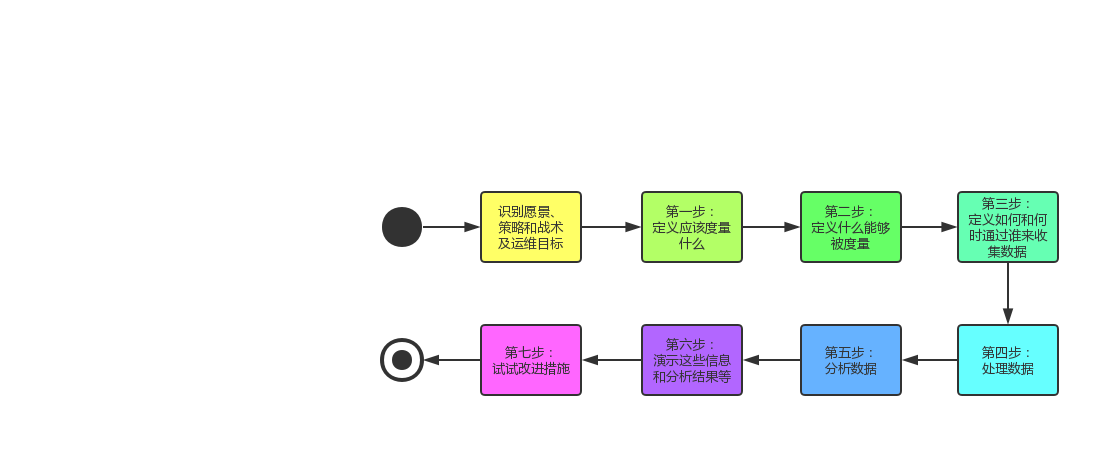 识别愿景、
策略和战术
及运维目标
第一步：
定义应该度量
什么
第二步：
定义什么能够
被度量
第三步：
定义如何和何
时通过谁来收
集数据
第四步：
处理数据
第五步：
分析数据
第六步：
演示这些信息
和分析结果等
第七步：
试试改进措施